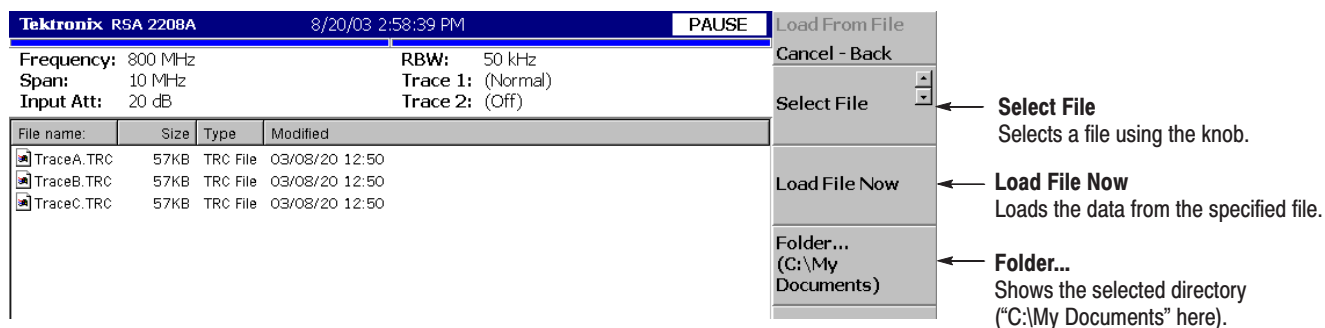 Tektronix RSA 2208A 8/20/03 2:58:39 PM PAUSE
Load From File
Cancel - Back
Frequency: 800 MHz RBW: 50 kHz
Span: 10 MHz Trace 1: (Normal)
Input Att: 20 dB Trace 2: (Off)
File name: Size Type Modified
TraceA.TRC 57KB TRC File 03/08/20 12:50
TraceB.TRC 57KB TRC File 03/08/20 12:50
TraceC.TRC 57KB TRC File 03/08/20 12:50
Select File
Load File Now
Folder...
(C:\My
Documents)
Select File
Selects a file using the knob.
Load File Now
Loads the data from the specified file.
Folder...
Shows the selected directory
(“C:\My Documents” here).